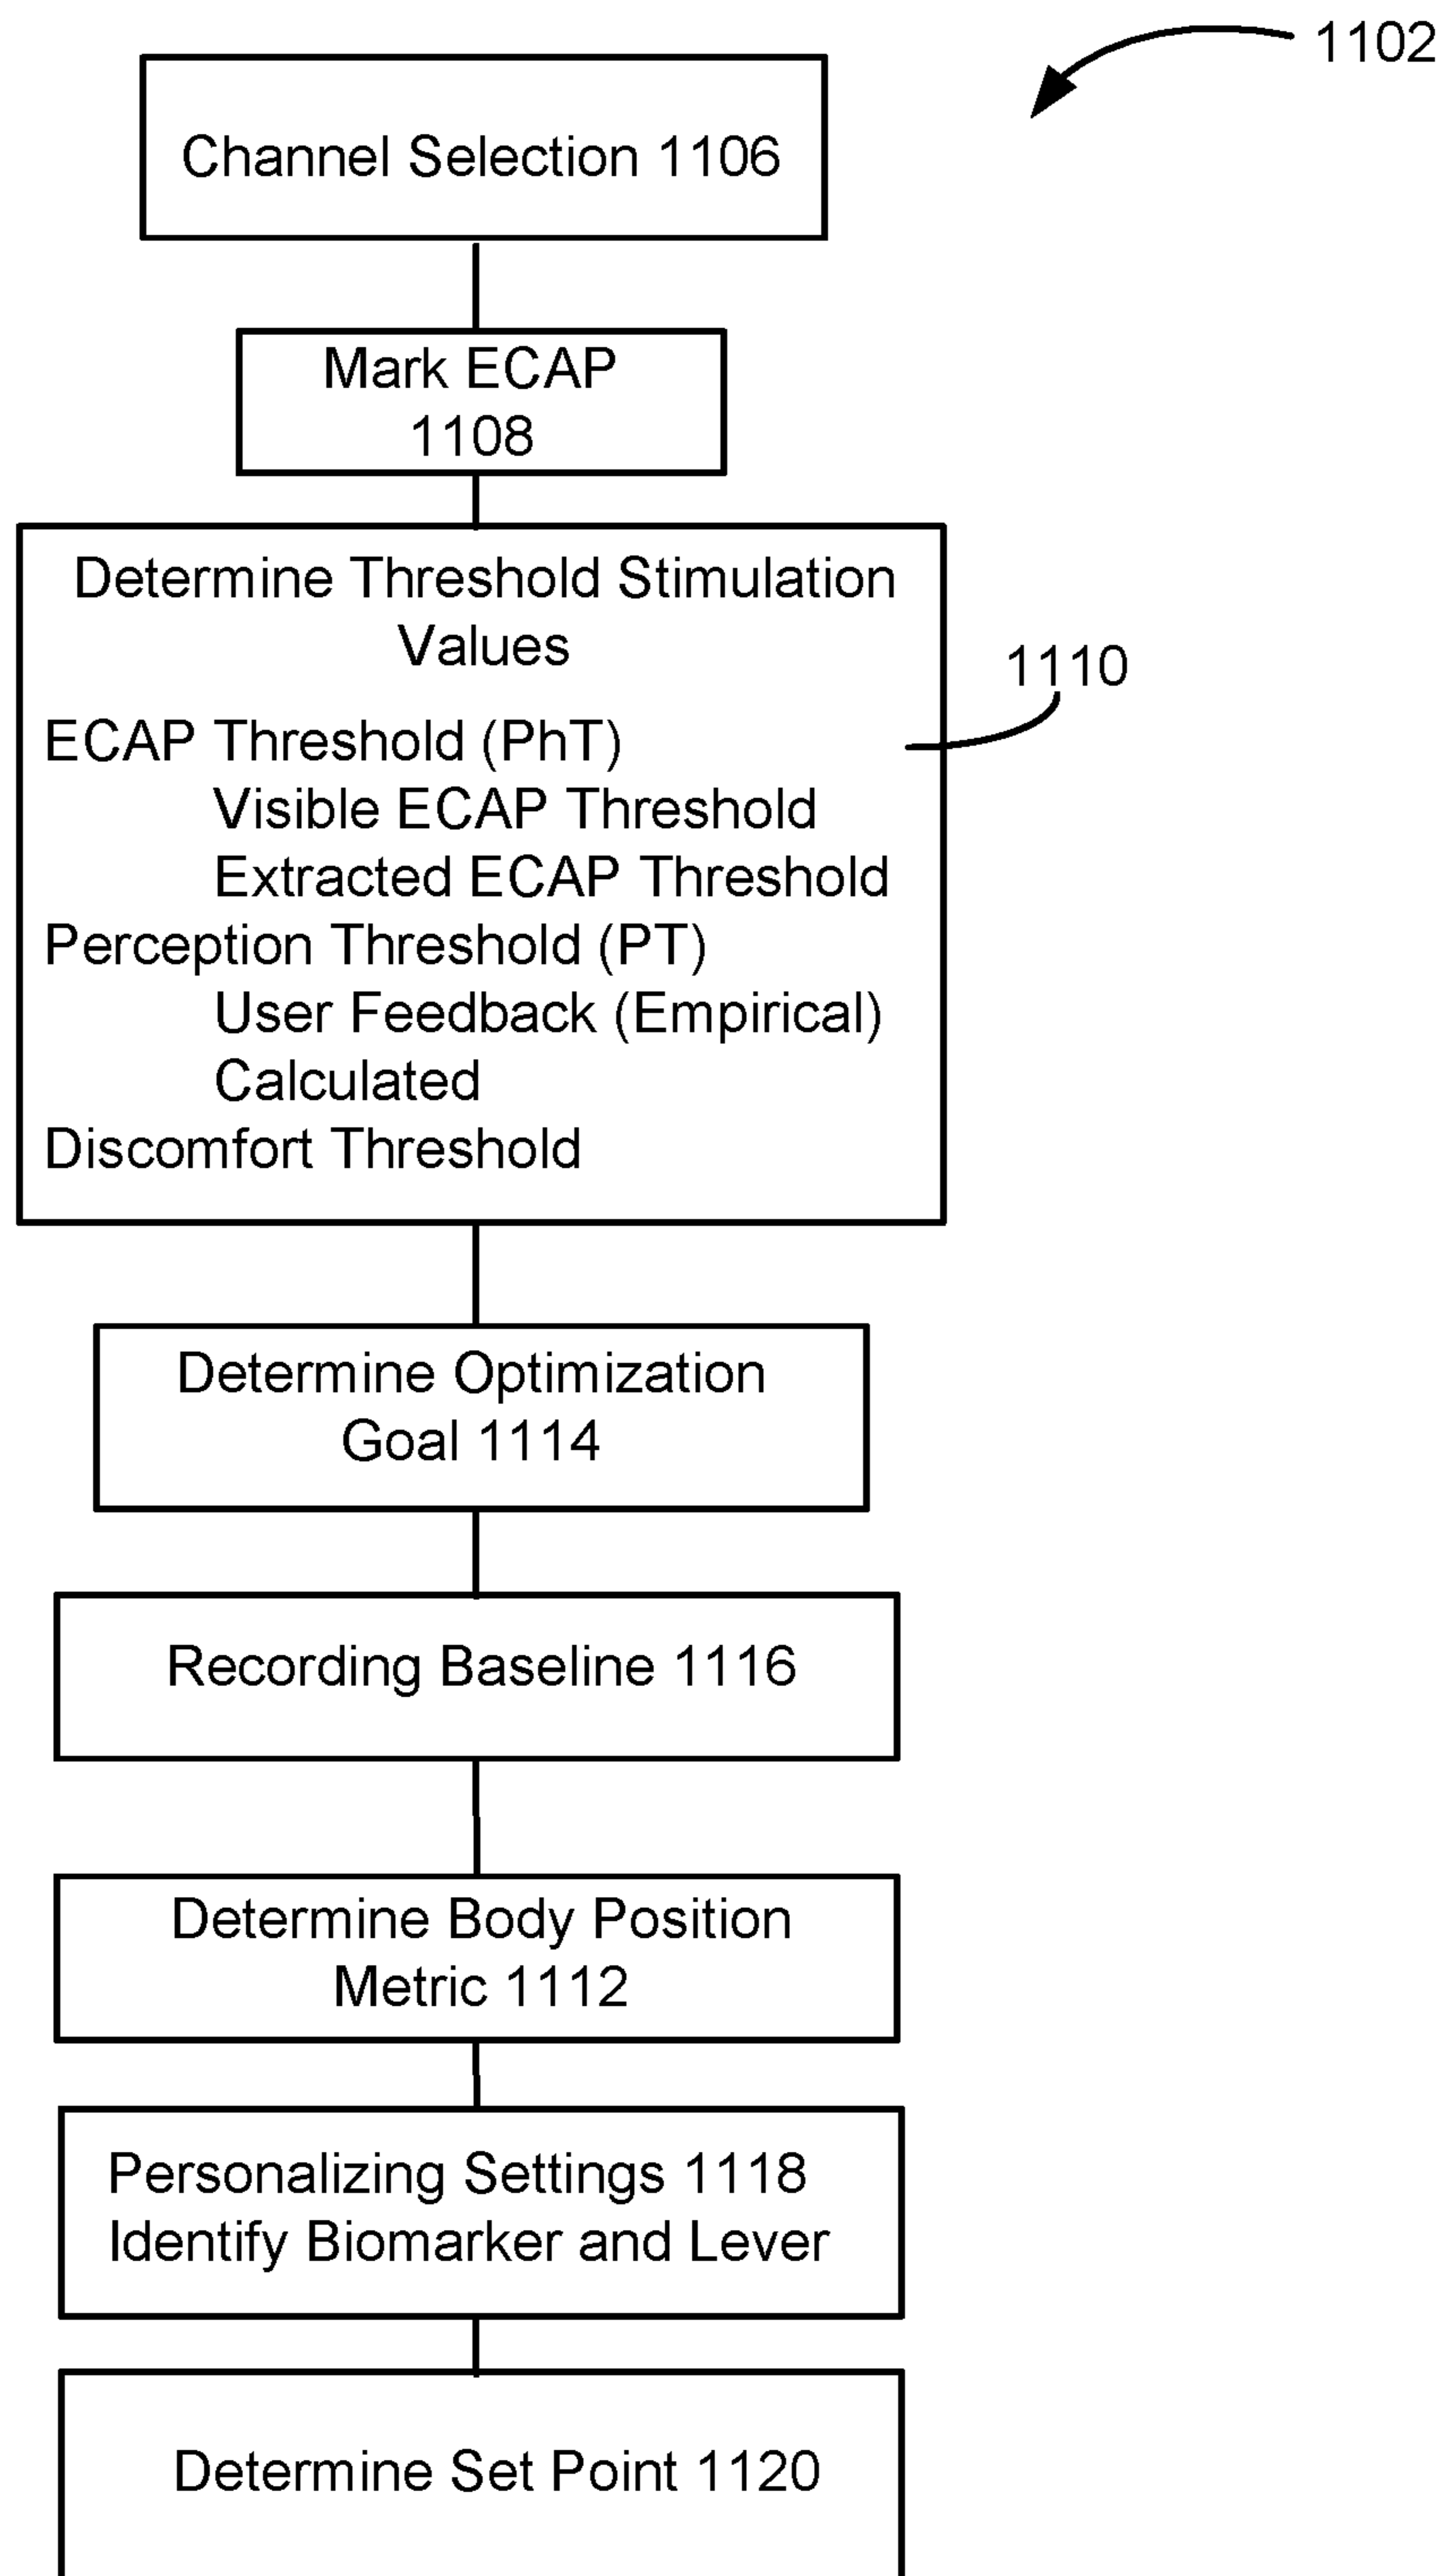 1102
Channel Selection 1106
Mark ECAP
1108
Determine Threshold Stimulation
Values
1110
ECAP Threshold (PhT)
Visible ECAP Threshold
Extracted ECAP Threshold
Perception Threshold (PT)
User Feedback (Empirical)
Calculated
Discomfort Threshold
Determine Optimization
Goal 1114
Recording Baseline 1116
Determine Body Position
Metric 1112
Personalizing Settings 1118
Identify Biomarker and Lever
Determine Set Point 1120